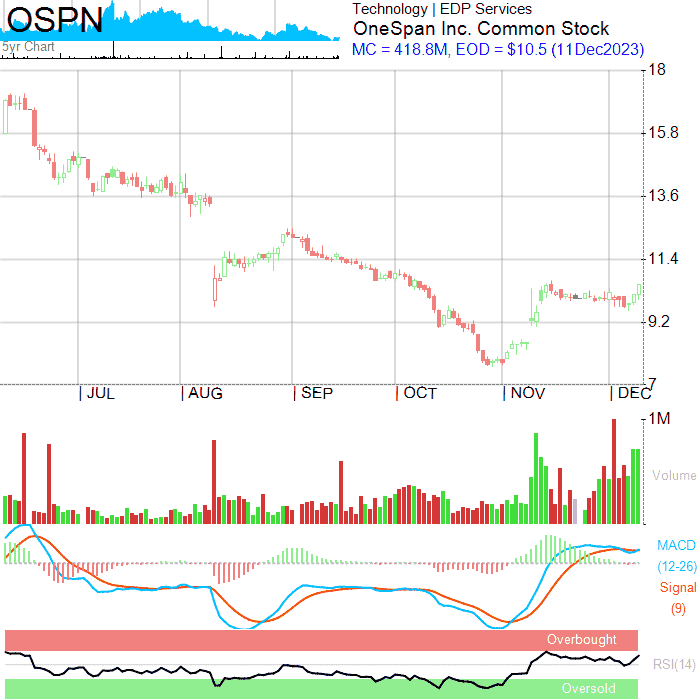 OSPN
5yr Chart
Technology | EDP Services
OneSpan Inc. Common Stock
MC = 418.8M, EOD = $10.5 (11Dec2023)
18
15.8
13.6
11.4
9.2
7
JUL
AUG
SEP
OCT
NOV
DEC
1M
Volume
MACD
(12-26)
Signal
(9)
Overbought
RSI(14)
Oversold